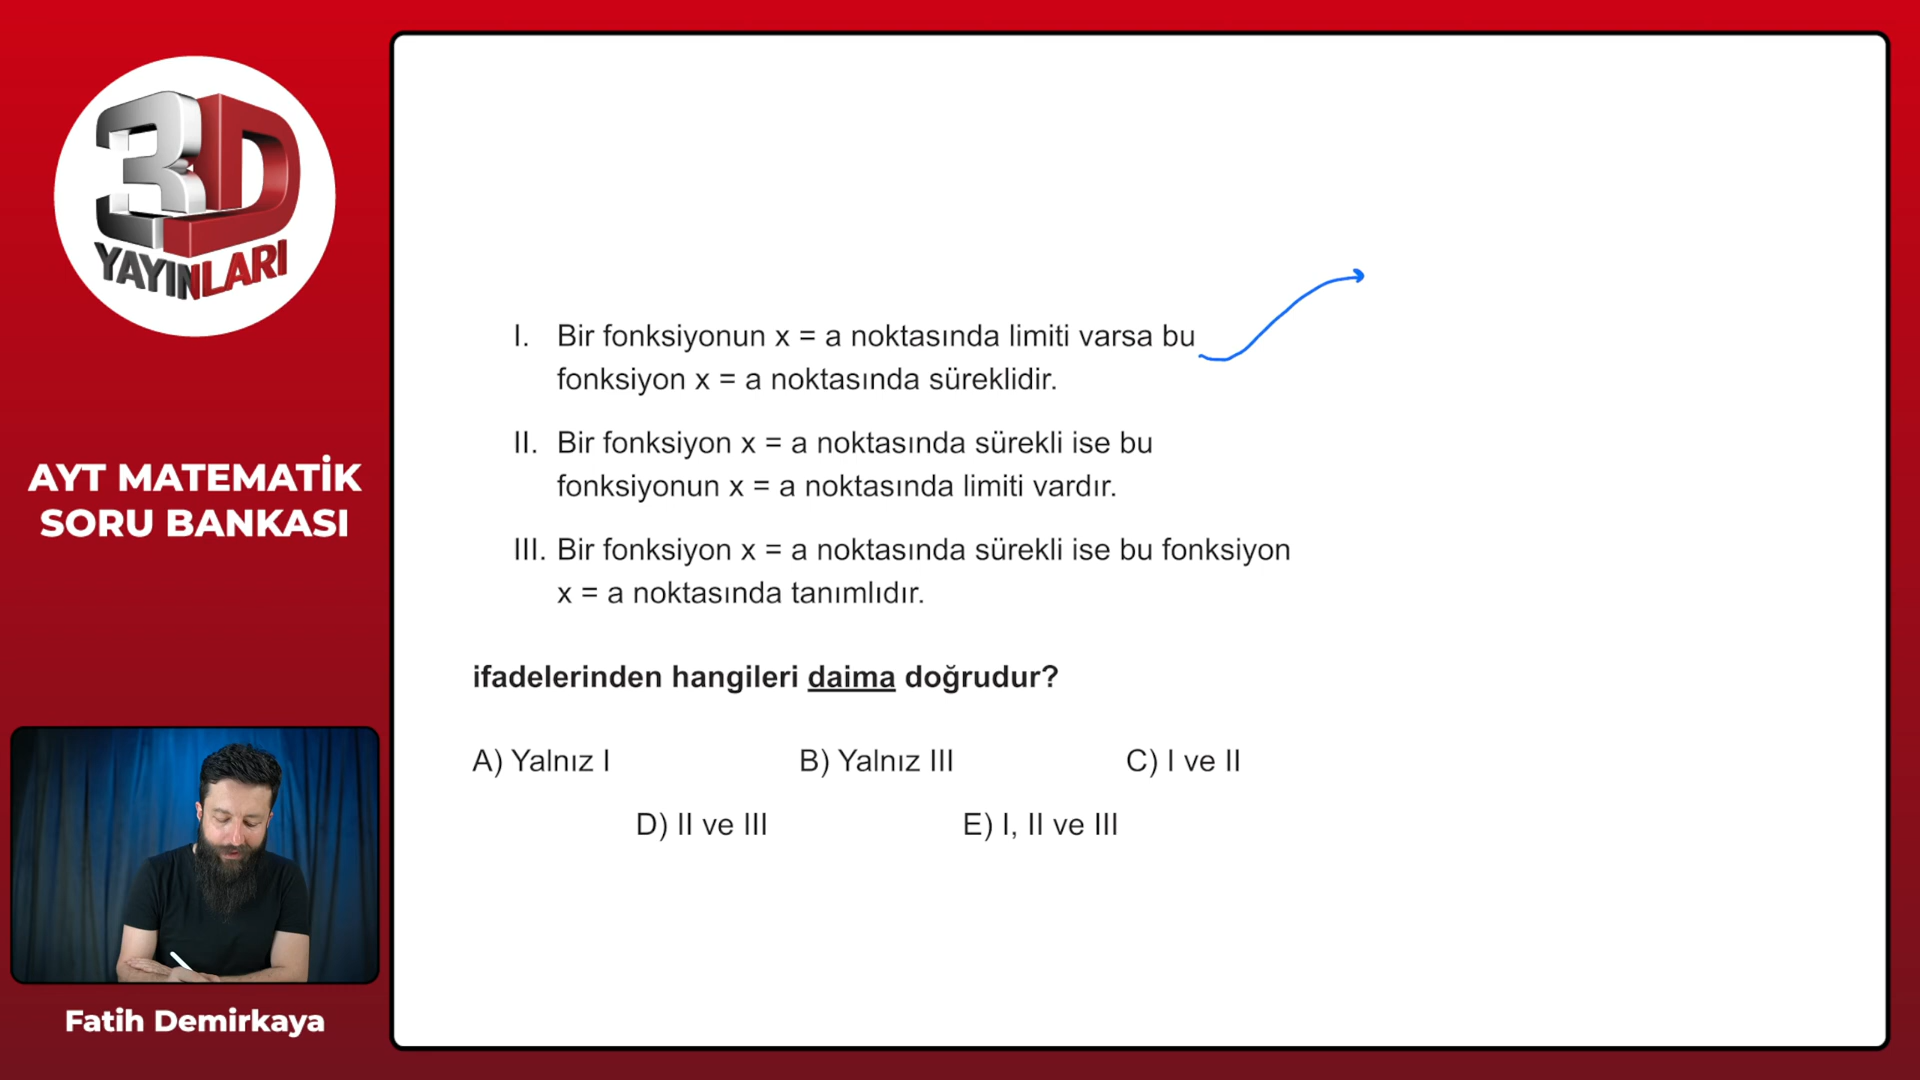 3D
YAYINLARI
AYT MATEMATİK
SORU BANKASI
Fatih Demirkaya
I. Bir fonksiyonun x = a noktasında limiti varsa bu
fonksiyon x = a noktasında süreklidir.
II. Bir fonksiyon x = a noktasında sürekli ise bu
fonksiyonun x = a noktasında limiti vardır.
III. Bir fonksiyon x = a noktasında sürekli ise bu fonksiyon
x = a noktasında tanımlıdır.
ifadelerinden hangileri daima doğrudur?
A) Yalnız I B) Yalnız III C) I ve II
D) II ve III E) I, II ve III